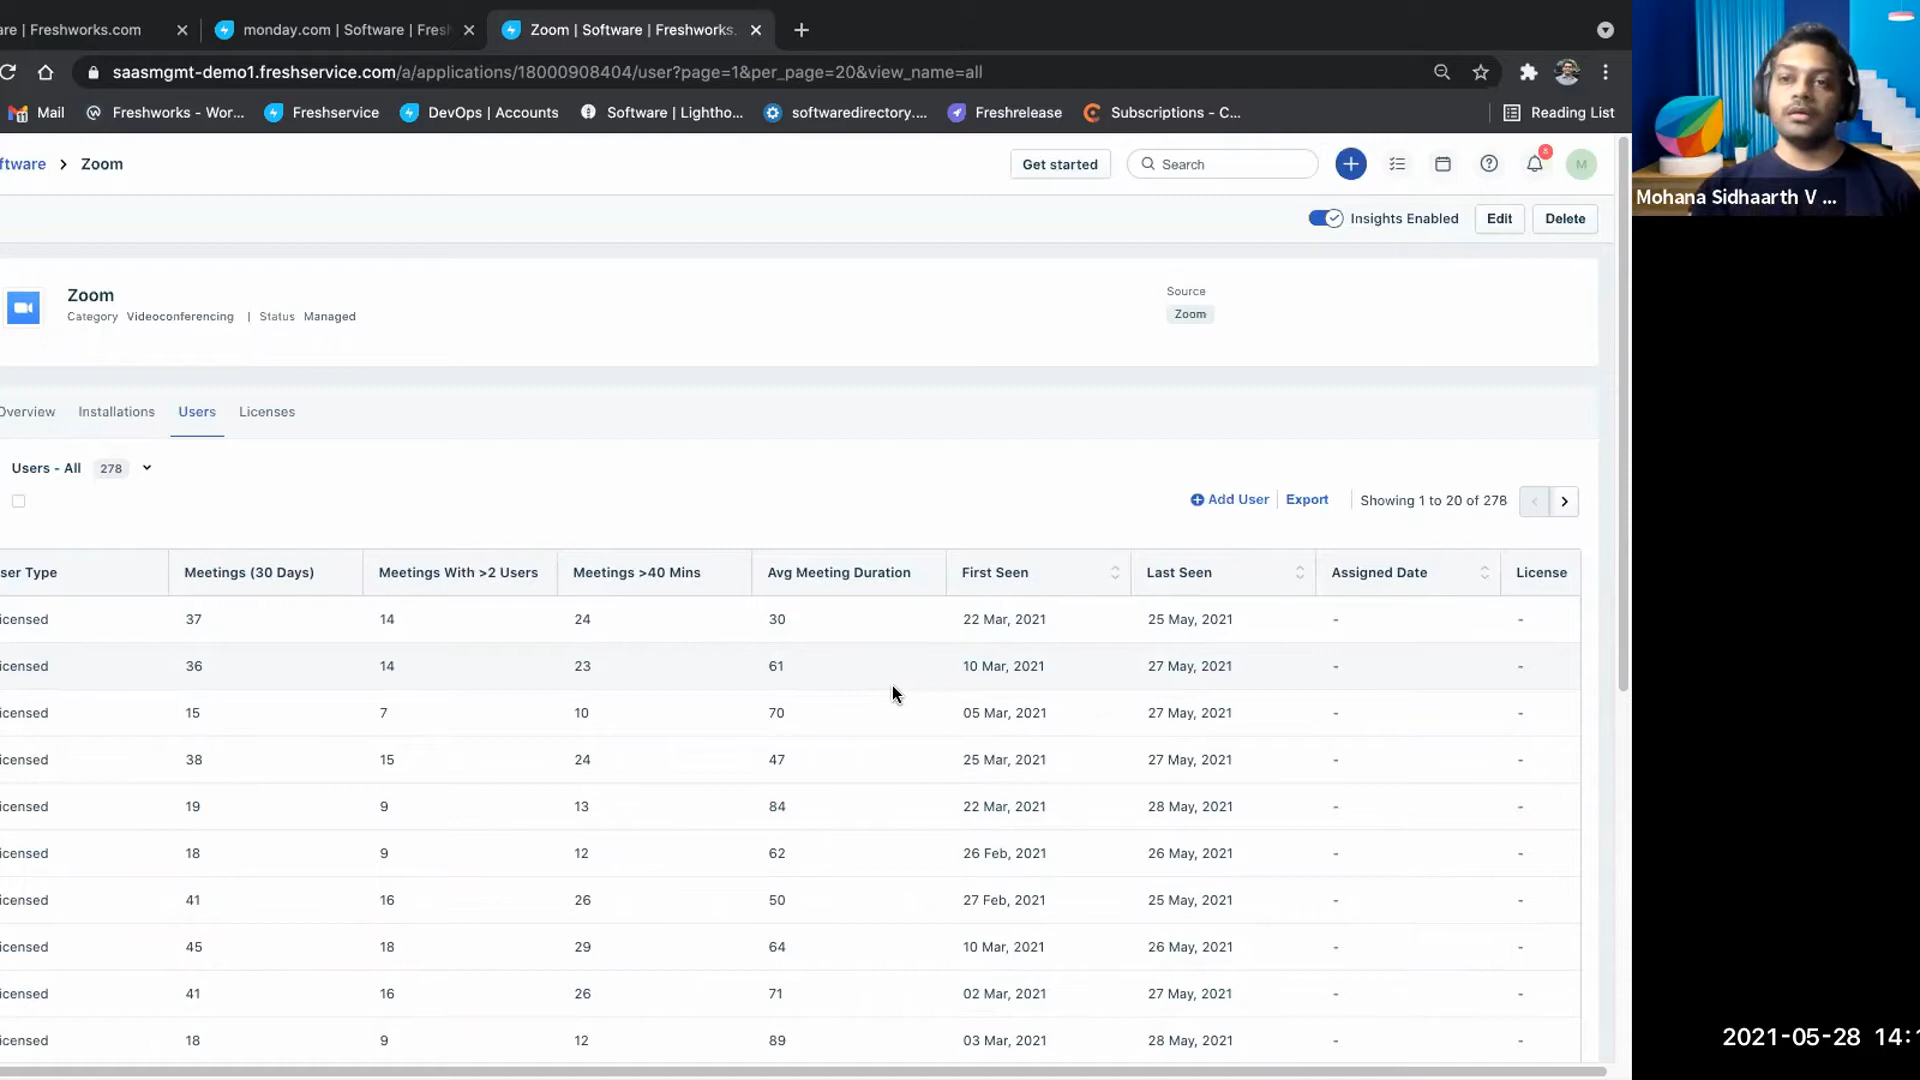 are | Freshworks.com
monday.com | Software | Fresh
Zoom | Software | Freshworks.
saasmgmt-demo1.freshservice.com/a/applications/18000908404/user?page=1&per_page=20&view_name=all
Mail
Freshworks - Wor...
Freshservice
DevOps | Accounts
Software | Lightho...
softwaredirectory....
Freshrelease
Subscriptions - C...
Reading List
ftware > Zoom
Get started
Search
8
M
Insights Enabled
Edit
Delete
Zoom
Category Videoconferencing | Status Managed
Source
Zoom
Overview
Installations
Users
Licenses
Users - All 278
Add User
Export
Showing 1 to 20 of 278
ser Type Meetings (30 Days) Meetings With >2 Users Meetings >40 Mins Avg Meeting Duration First Seen Last Seen Assigned Date License
icensed 37 14 24 30 22 Mar, 2021 25 May, 2021 - -
icensed 36 14 23 61 10 Mar, 2021 27 May, 2021 - -
icensed 15 7 10 70 05 Mar, 2021 27 May, 2021 - -
icensed 38 15 24 47 25 Mar, 2021 27 May, 2021 - -
icensed 19 9 13 84 22 Mar, 2021 28 May, 2021 - -
icensed 18 9 12 62 26 Feb, 2021 26 May, 2021 - -
icensed 41 16 26 50 27 Feb, 2021 25 May, 2021 - -
icensed 45 18 29 64 10 Mar, 2021 26 May, 2021 - -
icensed 41 16 26 71 02 Mar, 2021 27 May, 2021 - -
icensed 18 9 12 89 03 Mar, 2021 28 May, 2021 - -
Mohana Sidhaarth V ...
2021-05-28 14:1